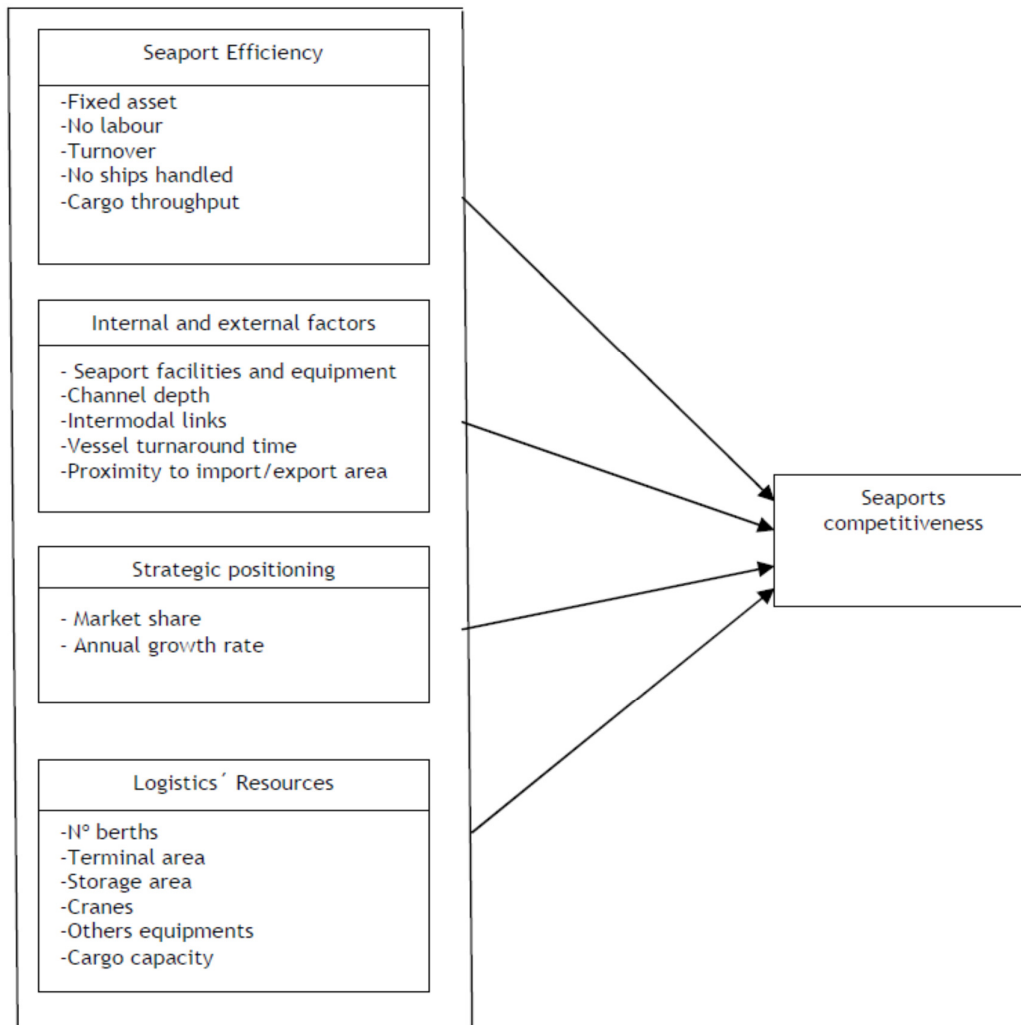 Seaport Efficiency
-Fixed asset
-No labour
-Turnover
-No ships handled
-Cargo throughput
Internal and external factors
- Seaport facilities and equipment
-Channel depth
-Intermodal links
-Vessel turnaround time
-Proximity to import/export area
Strategic positioning
- Market share
- Annual growth rate
Logistics´ Resources
-Nº berths
-Terminal area
-Storage area
-Cranes
-Others equipments
-Cargo capacity
Seaports
competitiveness